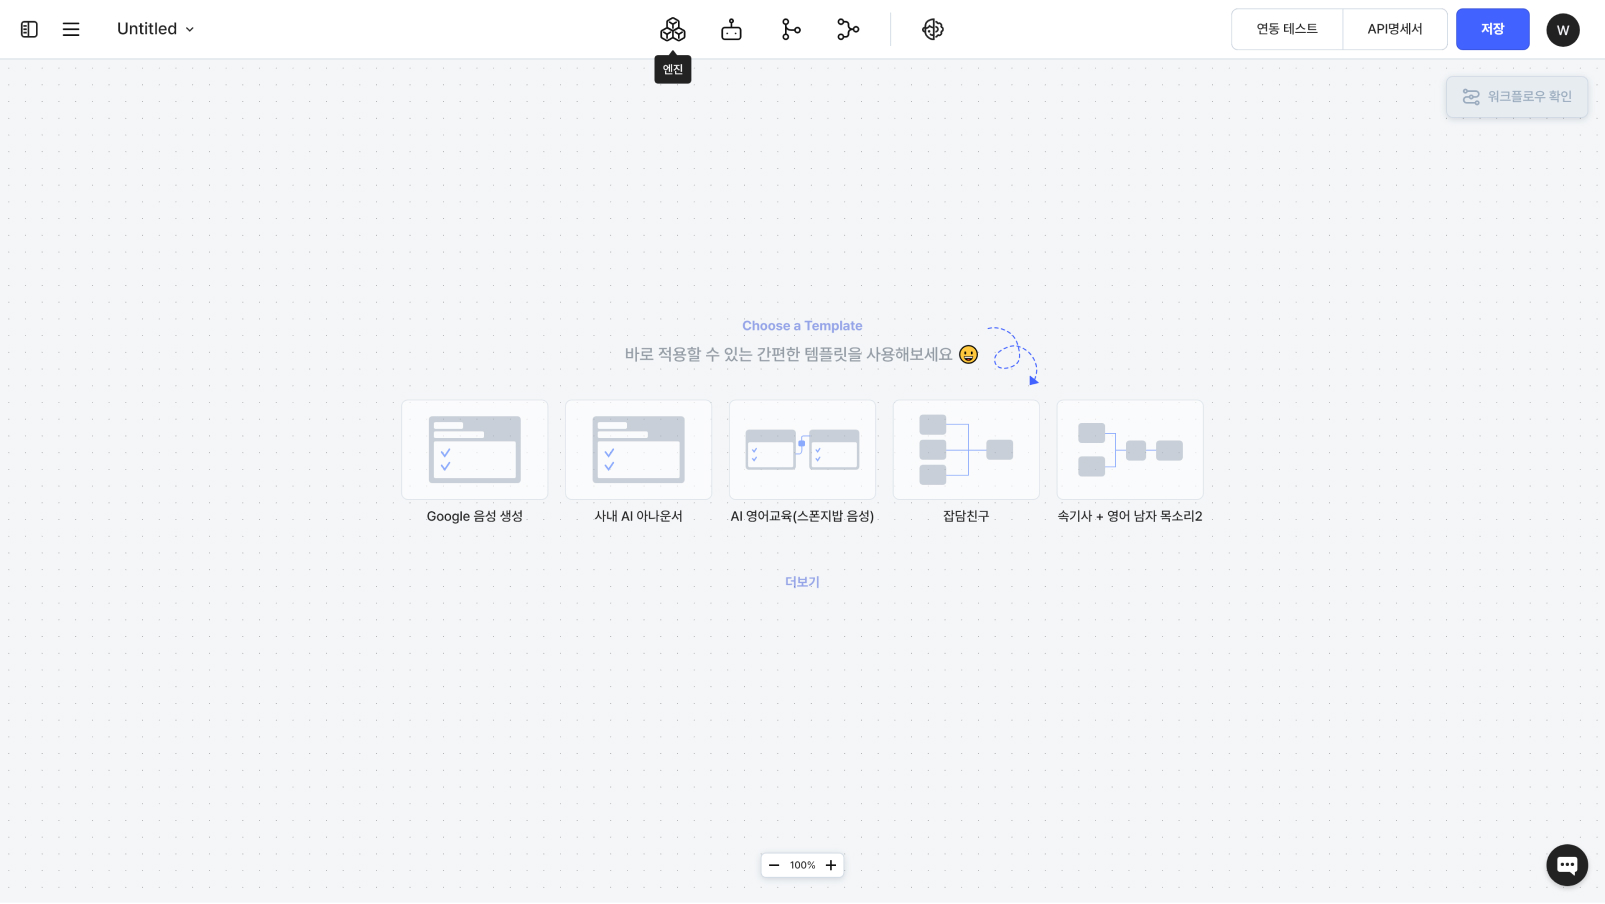 Untitled
연동 테스트
API명세서
저장
W
엔진
워크플로우 확인
Choose a Template
바로 적용할 수 있는 간편한 템플릿을 사용해보세요
Google 음성 생성
사내 AI 아나운서
AI 영어교육(스폰지밥 음성)
잡담친구
속기사 + 영어 남자 목소리2
더보기
100%